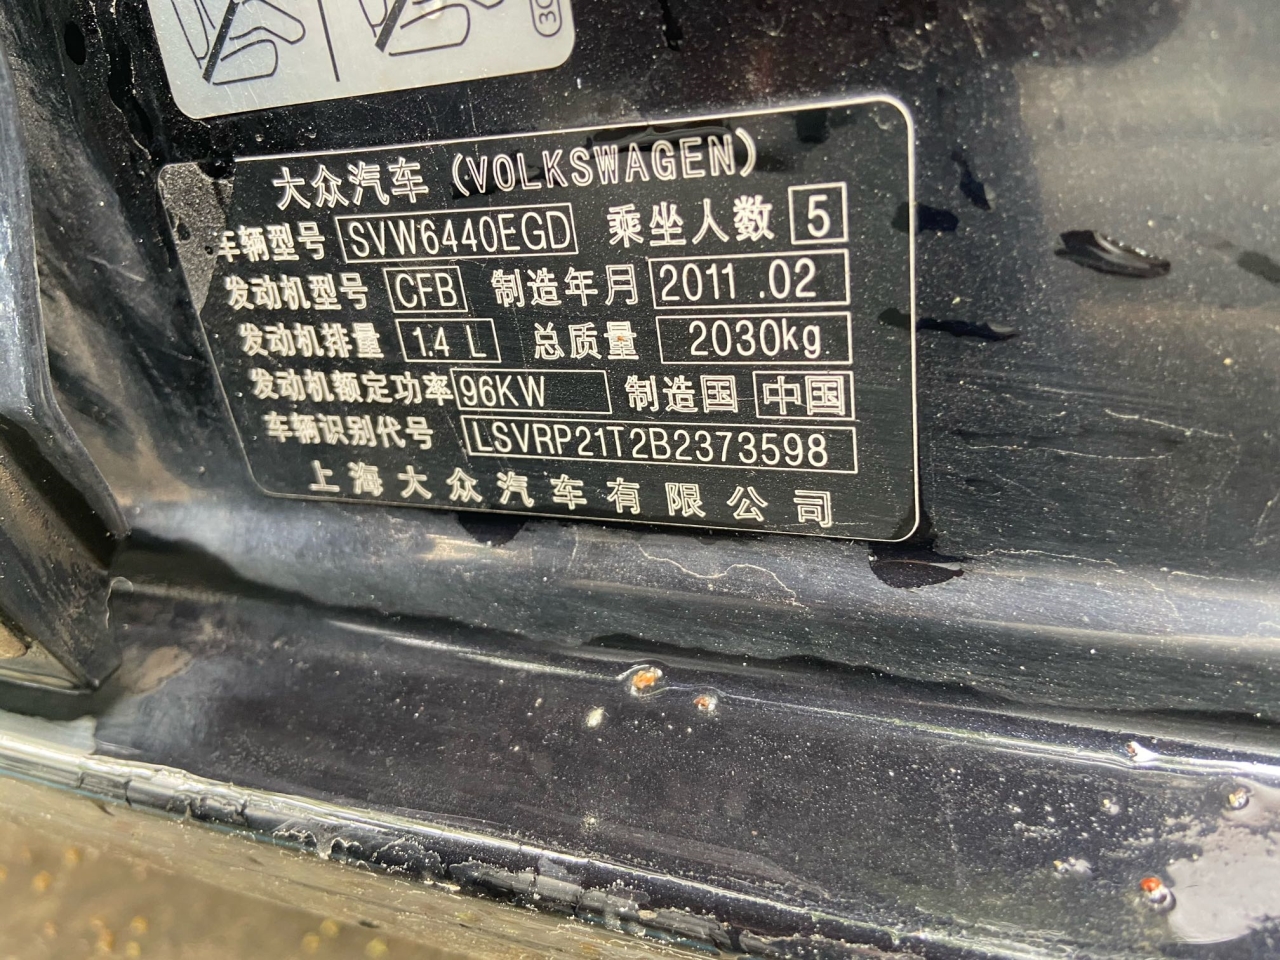 大众汽车(VOLKSWAGEN)
车辆型号 SVW6440EGD 乘坐人数 5
发动机型号 CFB 制造年月 2011.02
发动机排量 1.4 L 总质量 2030kg
发动机额定功率 96KW 制造国 中国
车辆识别代号 LSVRP21T2B2373598
上海大众汽车有限公司